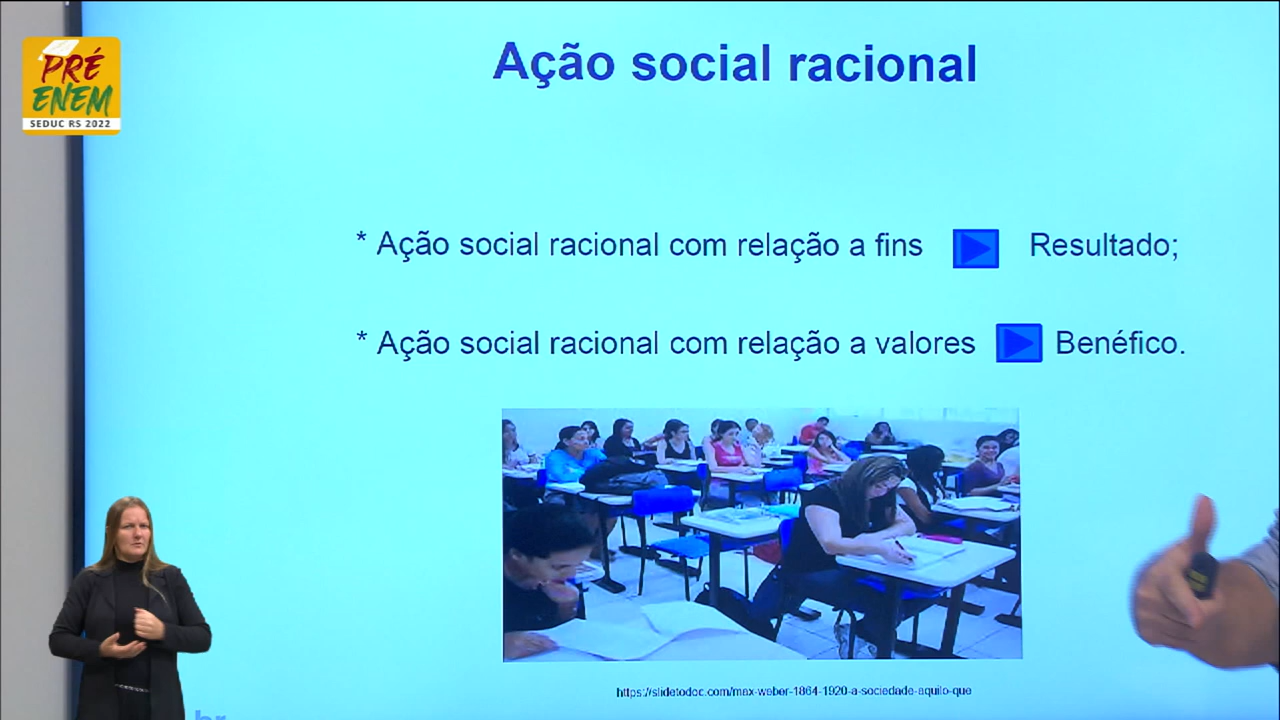 PRÉ
ENEM
SEDUC RS 2022
Ação social racional
* Ação social racional com relação a fins Resultado;
* Ação social racional com relação a valores Benéfico.
https://slidetodoc.com/max-weber-1864-1920-a-sociedade-aquilo-que